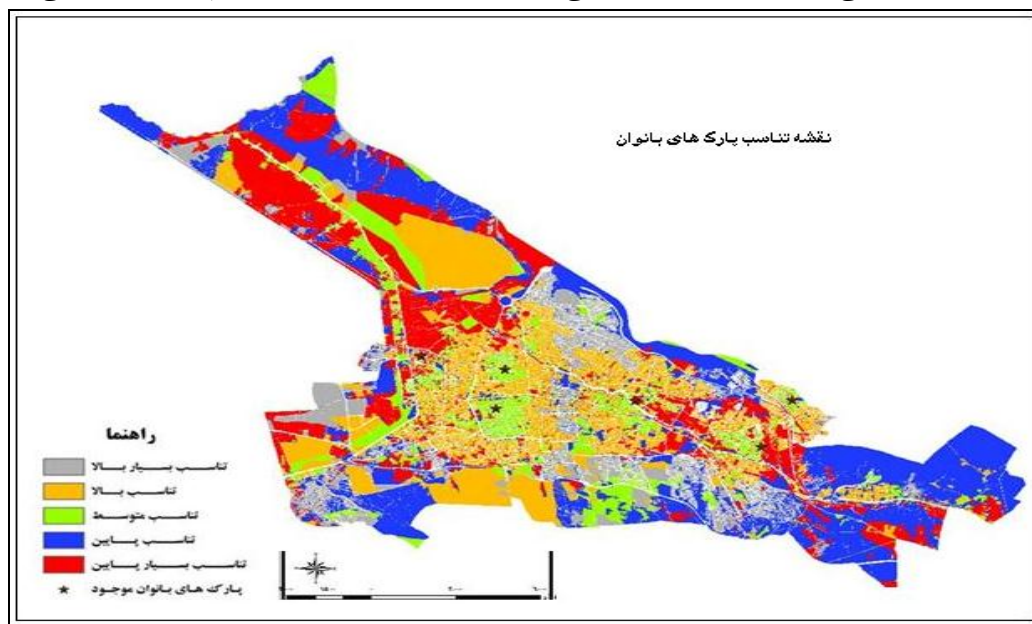 نقشه تناسب پارک های بانوان
راهنما
تناسب بسیار بالا
تناسب بالا
تناسب متوسط
تناسب پایین
تناسب بسیار پایین
پارک های بانوان موجود